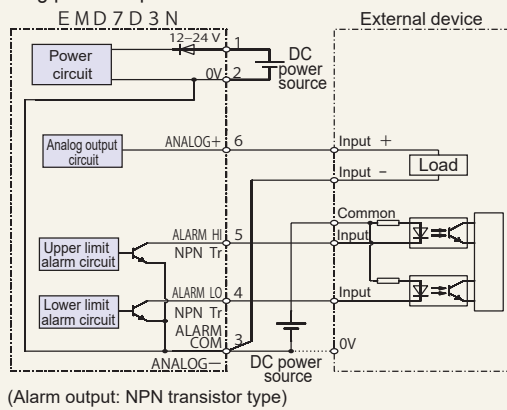 EMD7D3N
External device
12–24 V
1
Power
circuit
DC
power
source
0V
2
Analog output
circuit
ANALOG+
6
Input +
Load
Input -
Common
ALARM HI
5
Input
Upper limit
alarm circuit
NPN Tr
ALARM LO
4
Input
Lower limit
alarm circuit
NPN Tr
ALARM
COM
3
0V
ANALOG—
DC power
source
(Alarm output: NPN transistor type)